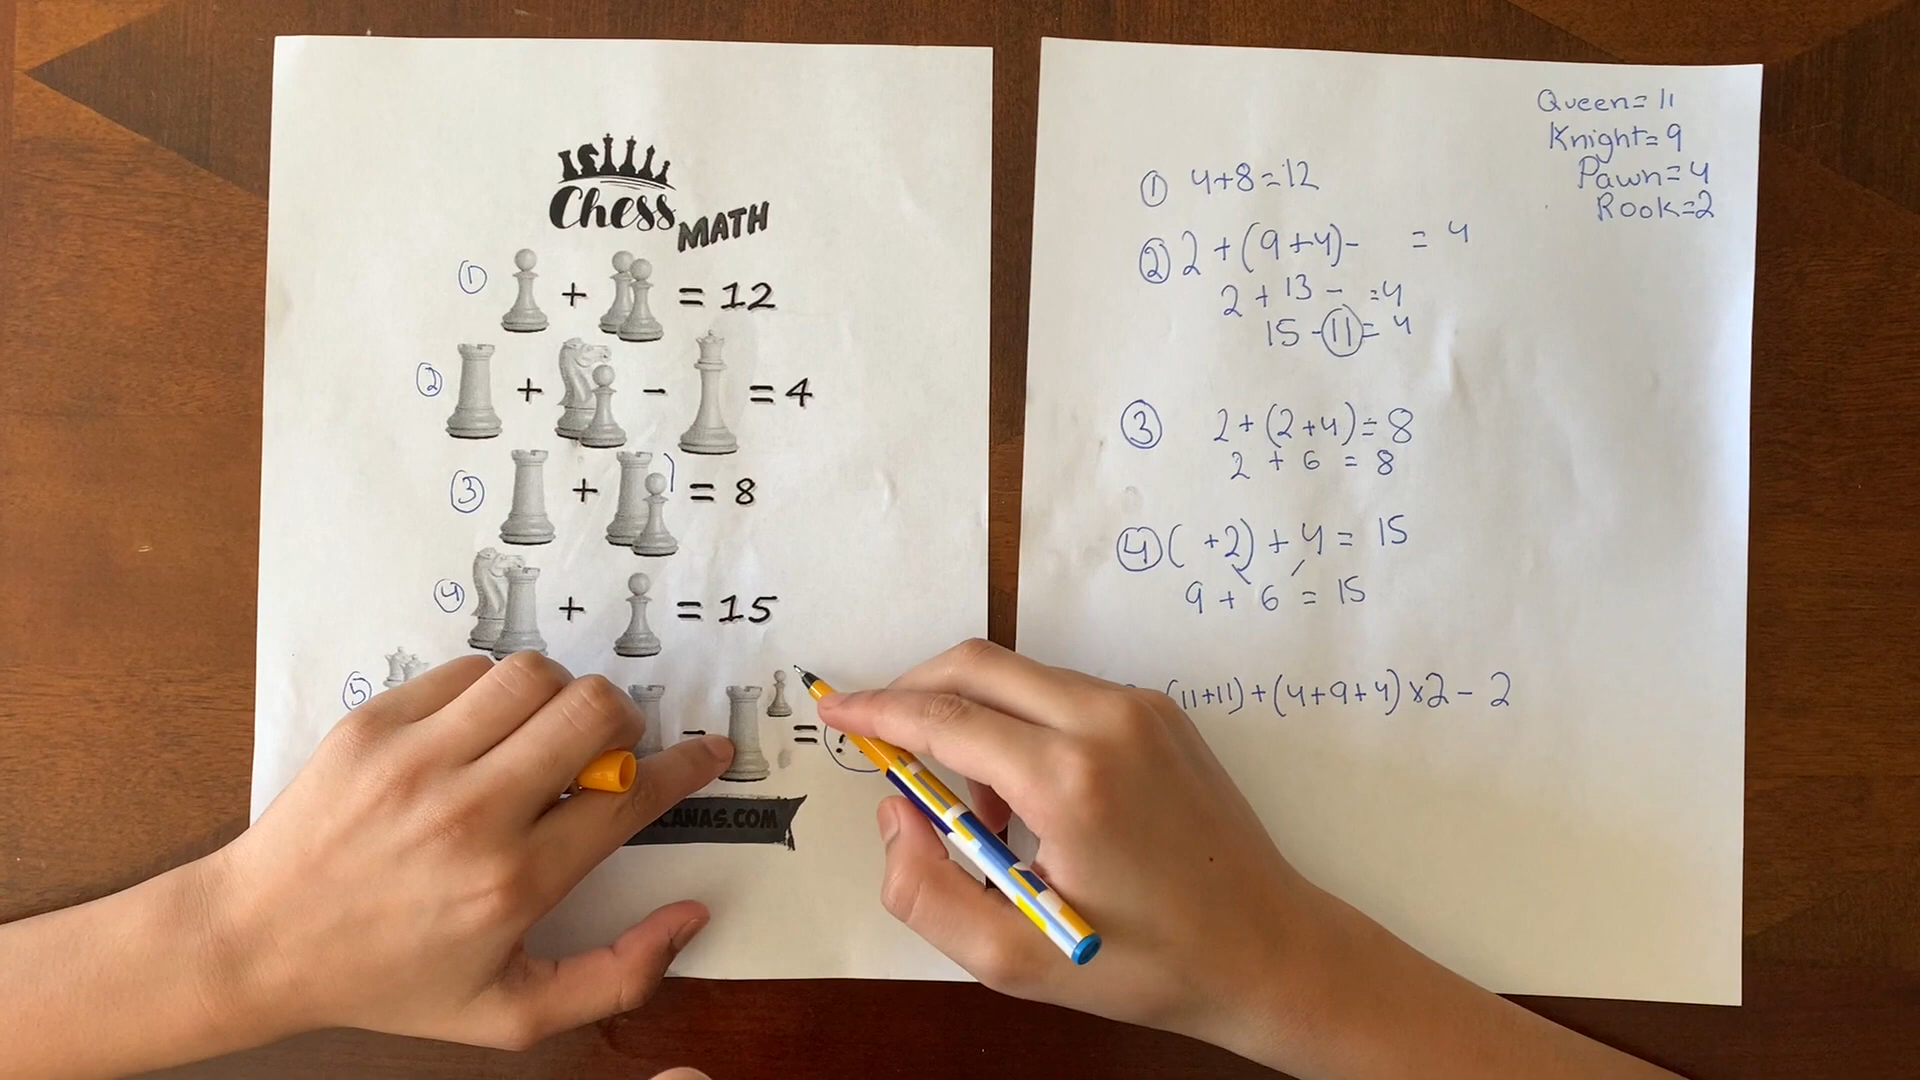 Chess MATH
① + = 12
② + - = 4
③ + ) = 8
④ + = 15
⑤ - = ?
CANAS.COM
Queen= 11
Knight= 9
Pawn= 4
Rook=2
① 4+8=12
② 2+(9+4)- = 4
2 + 13 - =4
15 -11= 4
③ 2+(2+4)= 8
2 + 6 = 8
④ ( +2) + 4 = 15
9 + 6 = 15
(11+11)+(4+9+4)×2-2